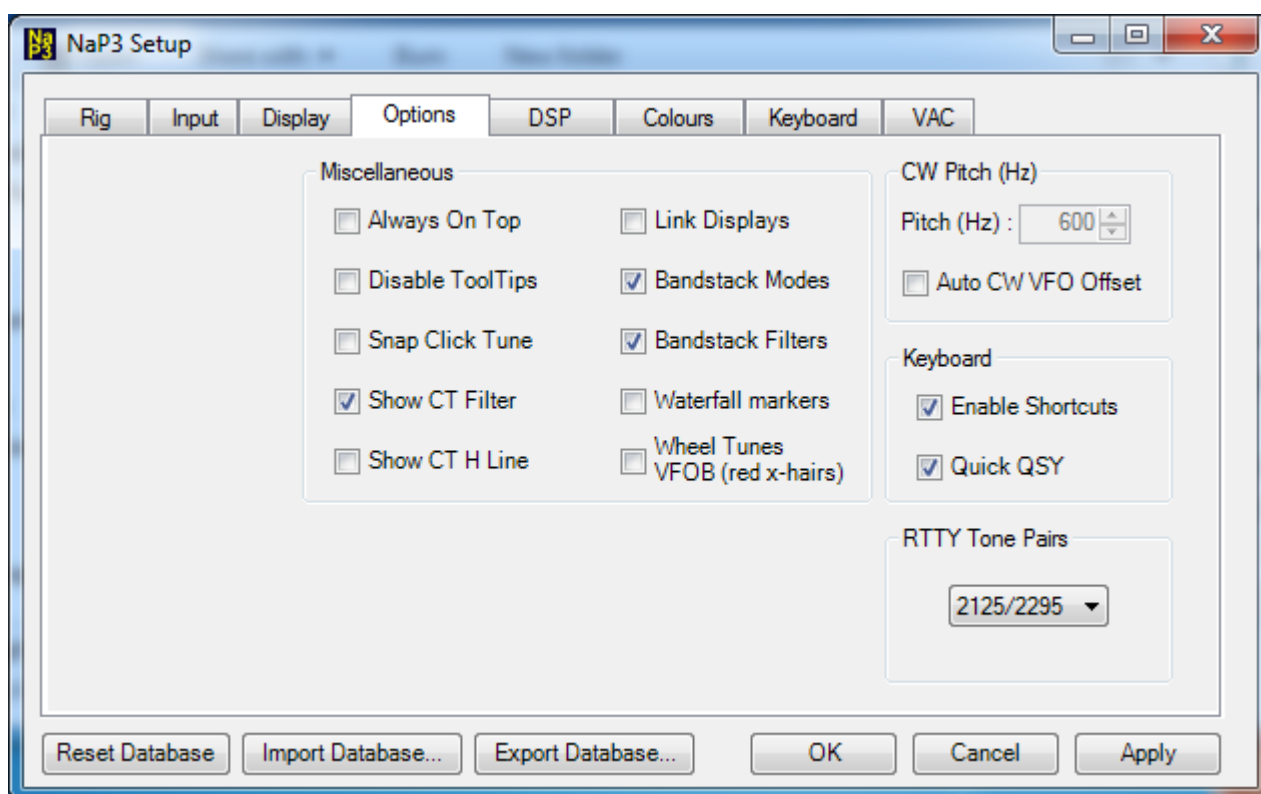 NaP3 Setup
Rig Input Display Options DSP Colours Keyboard VAC
Miscellaneous
Always On Top
Disable ToolTips
Snap Click Tune
Show CT Filter
Show CT H Line
Link Displays
Bandstack Modes
Bandstack Filters
Waterfall markers
Wheel Tunes
VFOB (red x-hairs)
CW Pitch (Hz)
Pitch (Hz) : 600
Auto CW VFO Offset
Keyboard
Enable Shortcuts
Quick QSY
RTTY Tone Pairs
2125/2295
Reset Database Import Database... Export Database... OK Cancel Apply